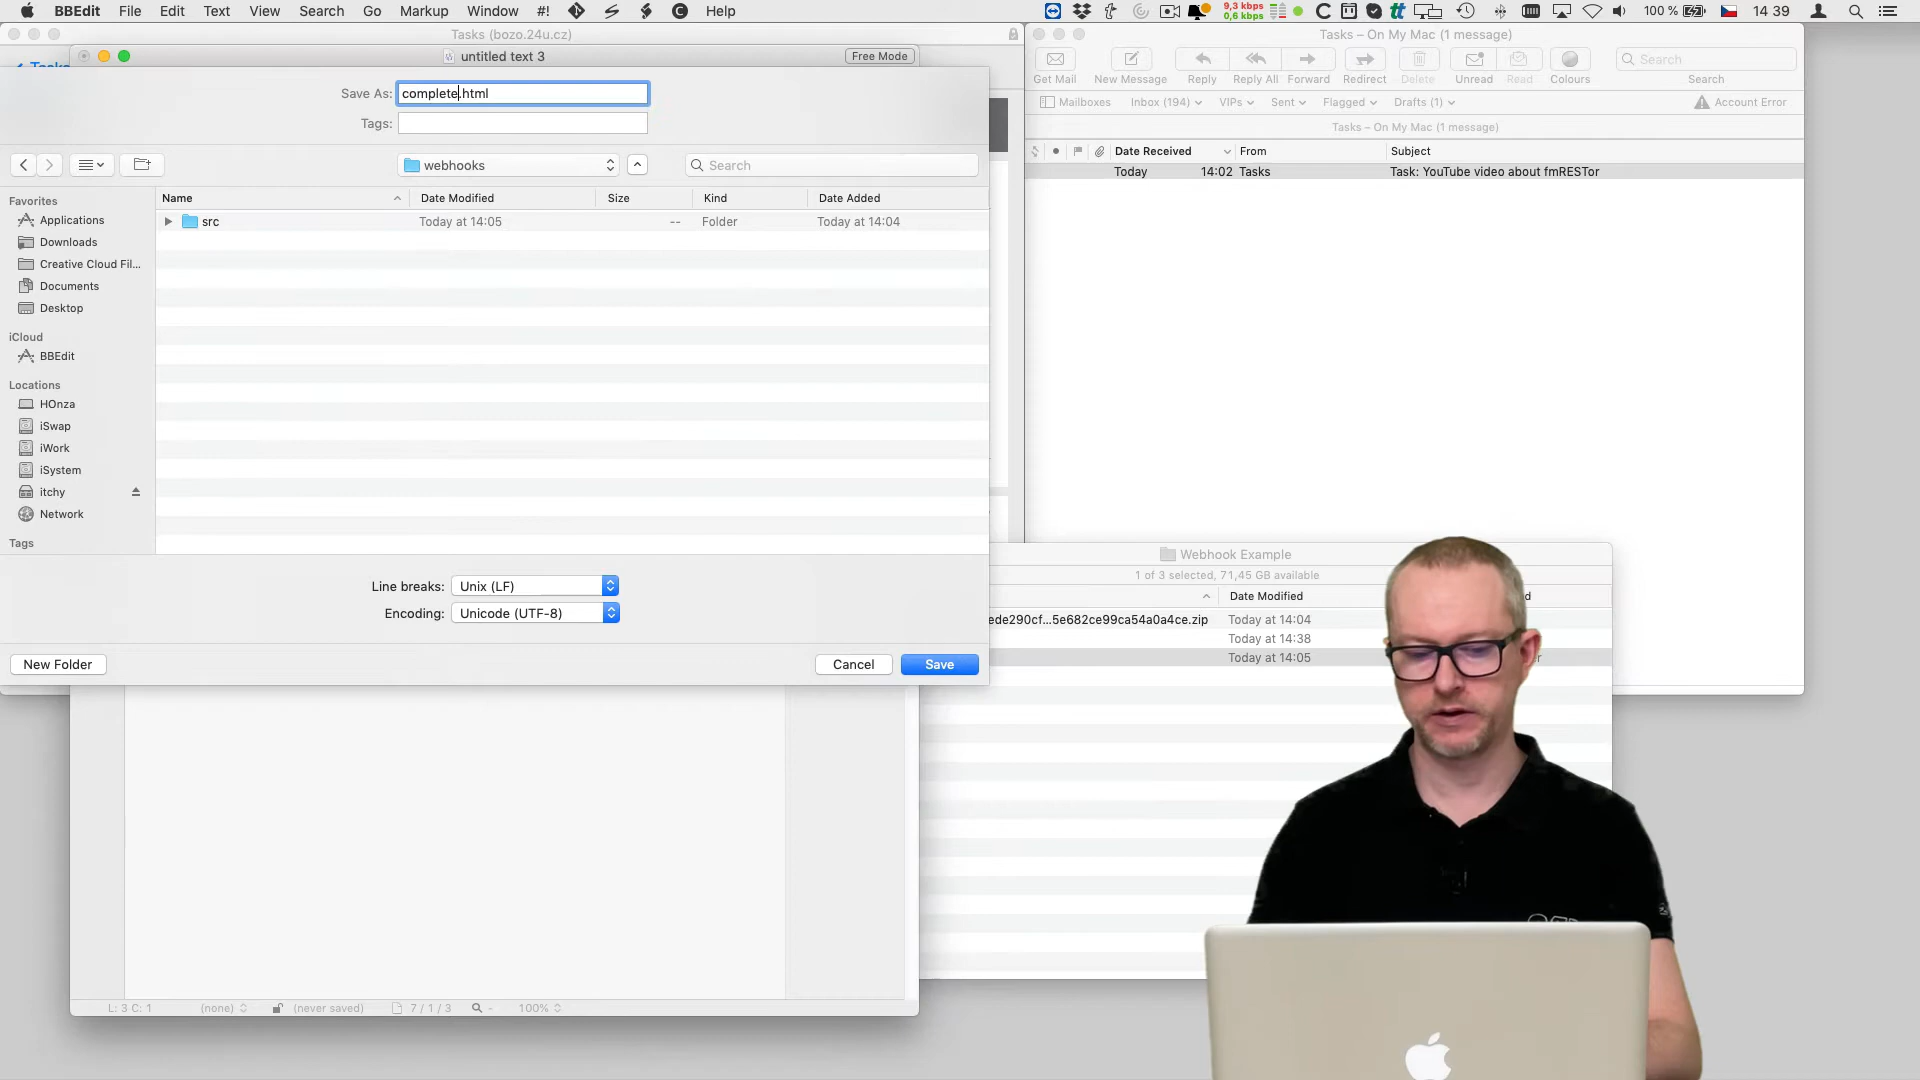 BBEdit File Edit Text View Search Go Markup Window #! Help
9,3 kbps
0,6 kbps
100 % 14 39
Tasks (bozo.24u.cz)
Tasks
untitled text 3
Free Mode
Save As: complete.html
Tags:
webhooks
Search
Name Date Modified Size Kind Date Added
src Today at 14:05 -- Folder Today at 14:04
Favorites
Applications
Downloads
Creative Cloud Fil...
Documents
Desktop
iCloud
BBEdit
Locations
HOnza
iSwap
iWork
iSystem
itchy
Network
Tags
Line breaks: Unix (LF)
Encoding: Unicode (UTF-8)
New Folder
Cancel
Save
L: 3 C: 1 (none) (never saved) 7 / 1 / 3 - 100%
Tasks – On My Mac (1 message)
Get Mail New Message Reply Reply All Forward Redirect Delete Unread Read Colours
Search
Search
Mailboxes Inbox (194) VIPs Sent Flagged Drafts (1) Account Error
Tasks – On My Mac (1 message)
Date Received From Subject
Today 14:02 Tasks Task: YouTube video about fmRESTor
Webhook Example
1 of 3 selected, 71,45 GB available
Date Modified
ede290cf...5e682ce99ca54a0a4ce.zip Today at 14:04
Today at 14:38
Today at 14:05